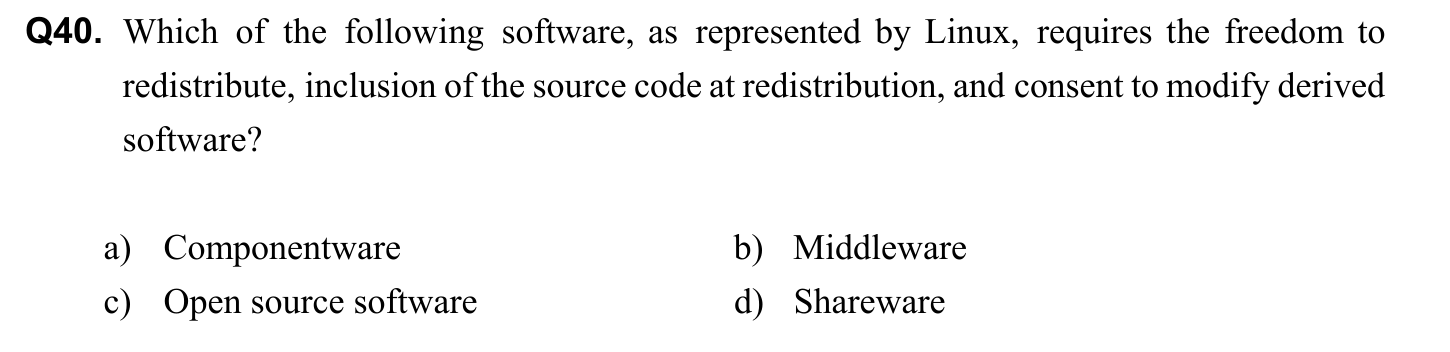 Q40. Which of the following software, as represented by Linux, requires the freedom to
redistribute, inclusion of the source code at redistribution, and consent to modify derived
software?
a) Componentware b) Middleware
c) Open source software d) Shareware